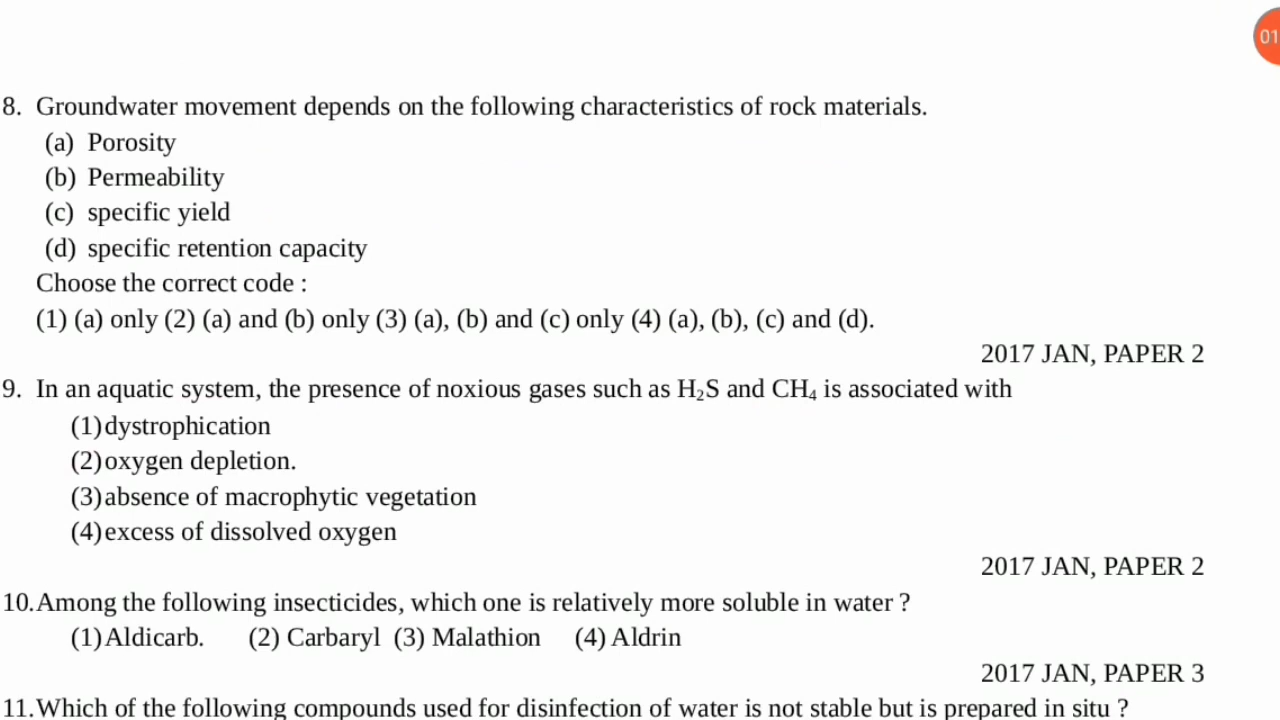 01
8. Groundwater movement depends on the following characteristics of rock materials.
(a) Porosity
(b) Permeability
(c) specific yield
(d) specific retention capacity
Choose the correct code :
(1) (a) only (2) (a) and (b) only (3) (a), (b) and (c) only (4) (a), (b), (c) and (d).
2017 JAN, PAPER 2
9. In an aquatic system, the presence of noxious gases such as H₂S and CH₄ is associated with
(1)dystrophication
(2)oxygen depletion.
(3)absence of macrophytic vegetation
(4)excess of dissolved oxygen
2017 JAN, PAPER 2
10.Among the following insecticides, which one is relatively more soluble in water ?
(1)Aldicarb. (2) Carbaryl (3) Malathion (4) Aldrin
2017 JAN, PAPER 3
11.Which of the following compounds used for disinfection of water is not stable but is prepared in situ ?